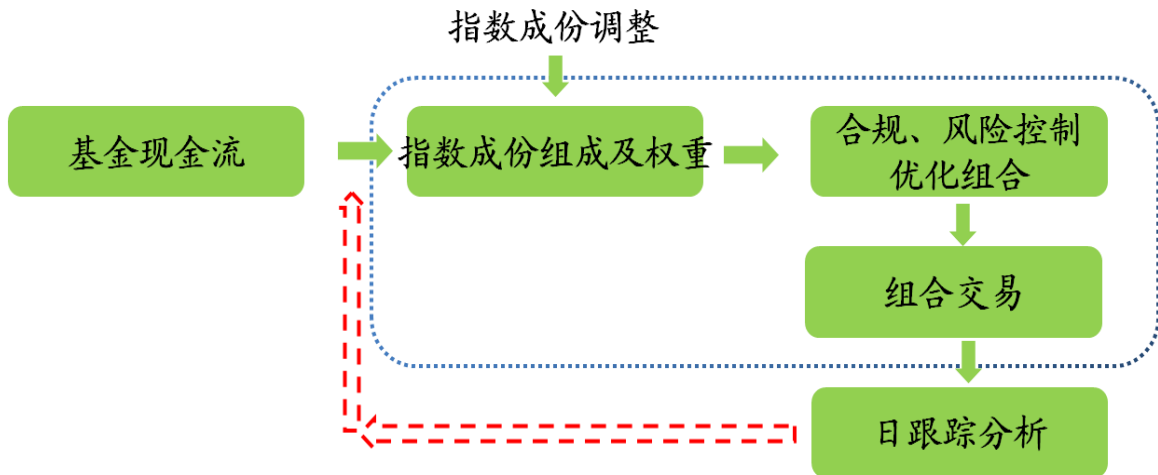 指数成份调整
基金现金流
指数成份组成及权重
合规、风险控制
优化组合
组合交易
日跟踪分析